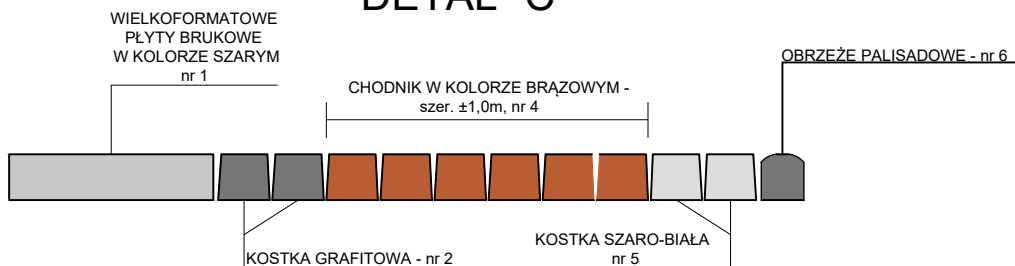 DETAL "C"
WIELKOFORMATOWE
PŁYTY BRUKOWE
W KOLORZE SZARYM
nr 1
CHODNIK W KOLORZE BRĄZOWYM -
szer. ±1,0m, nr 4
OBRZEŻE PALISADOWE - nr 6
KOSTKA GRAFITOWA - nr 2
KOSTKA SZARO-BIAŁA
nr 5